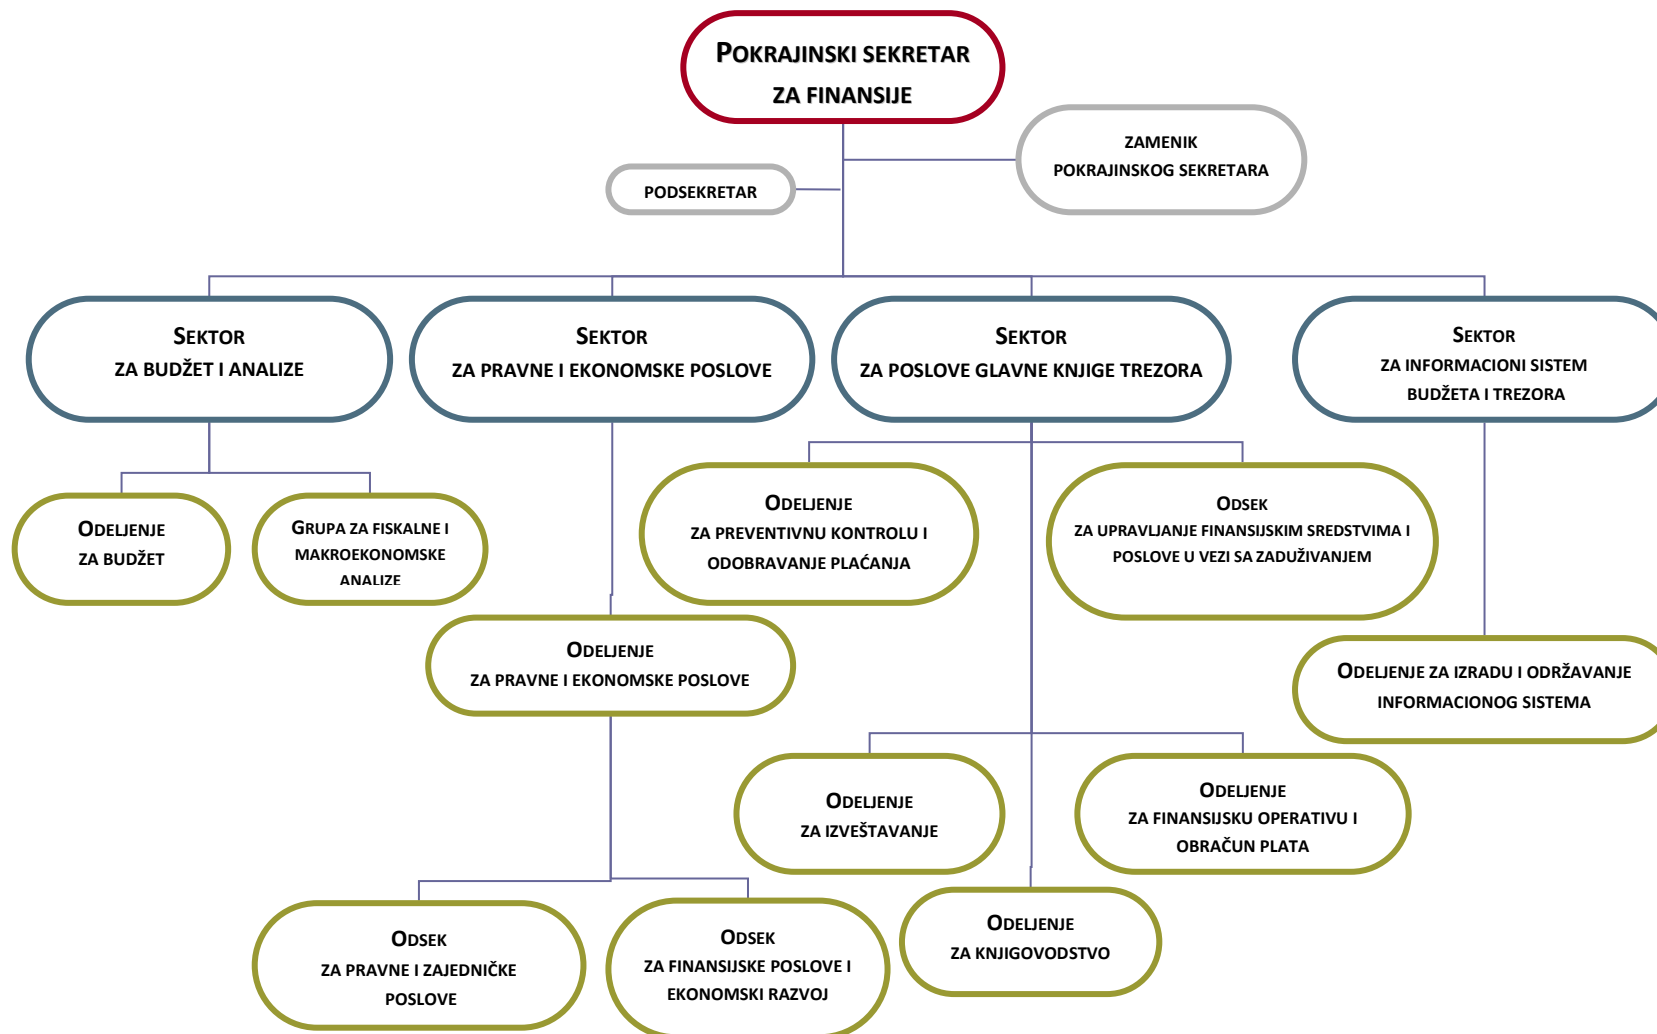 POKRAJINSKI SEKRETAR
ZA FINANSIJE
ZAMENIK
POKRAJINSKOG SEKRETARA
PODSEKRETAR
SEKTOR
ZA BUDŽET I ANALIZE
SEKTOR
ZA PRAVNE I EKONOMSKE POSLOVE
SEKTOR
ZA POSLOVE GLAVNE KNJIGE TREZORA
SEKTOR
ZA INFORMACIONI SISTEM
BUDŽETA I TREZORA
ODELJENJE
ZA BUDŽET
GRUPA ZA FISKALNE I
MAKROEKONOMSKE
ANALIZE
ODELJENJE
ZA PREVENTIVNU KONTROLU I
ODOBRAVANJE PLAĆANJA
ODSEK
ZA UPRAVLJANJE FINANSIJSKIM SREDSTVIMA I
POSLOVE U VEZI SA ZADUŽIVANJEM
ODELJENJE
ZA PRAVNE I EKONOMSKE POSLOVE
ODELJENJE ZA IZRADU I ODRŽAVANJE
INFORMACIONOG SISTEMA
ODELJENJE
ZA IZVEŠTAVANJE
ODELJENJE
ZA FINANSIJSKU OPERATIVU I
OBRAČUN PLATA
ODSEK
ZA PRAVNE I ZAJEDNIČKE
POSLOVE
ODSEK
ZA FINANSIJSKE POSLOVE I
EKONOMSKI RAZVOJ
ODELJENJE
ZA KNJIGOVODSTVO